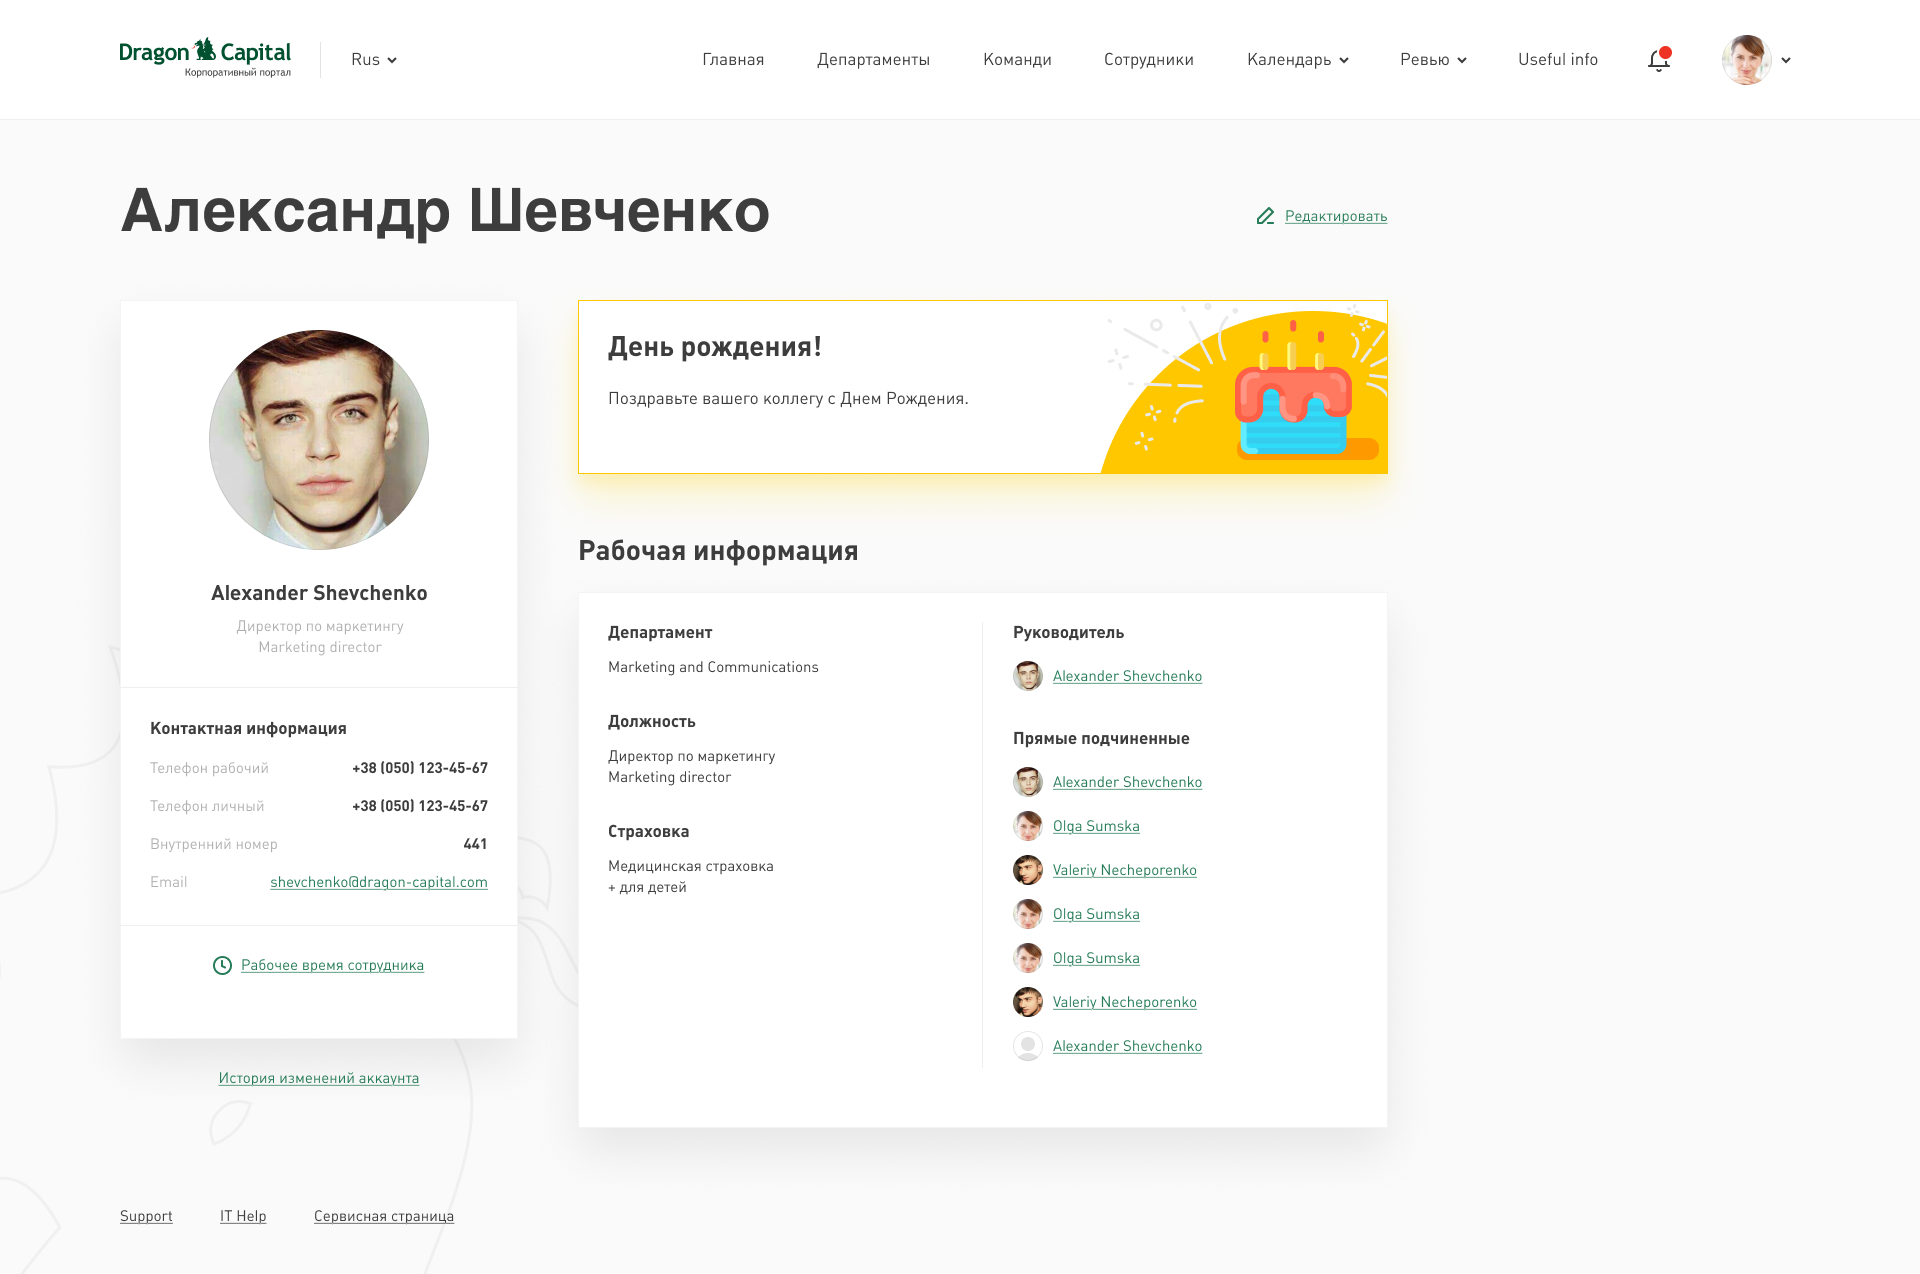 Dragon Capital
Корпоративный портал
Rus
Главная
Департаменты
Команди
Сотрудники
Календарь
Ревью
Useful info
Александр Шевченко
Редактировать
Alexander Shevchenko
Директор по маркетингу
Marketing director
Контактная информация
Телефон рабочий +38 (050) 123-45-67
Телефон личный +38 (050) 123-45-67
Внутренний номер 441
Email shevchenko@dragon-capital.com
Рабочее время сотрудника
История изменений аккаунта
День рождения!
Поздравьте вашего коллегу с Днем Рождения.
Рабочая информация
Департамент
Marketing and Communications
Должность
Директор по маркетингу
Marketing director
Страховка
Медицинская страховка
+ для детей
Руководитель
Alexander Shevchenko
Прямые подчиненные
Alexander Shevchenko
Olga Sumska
Valeriy Necheporenko
Olga Sumska
Olga Sumska
Valeriy Necheporenko
Alexander Shevchenko
Support
IT Help
Сервисная страница